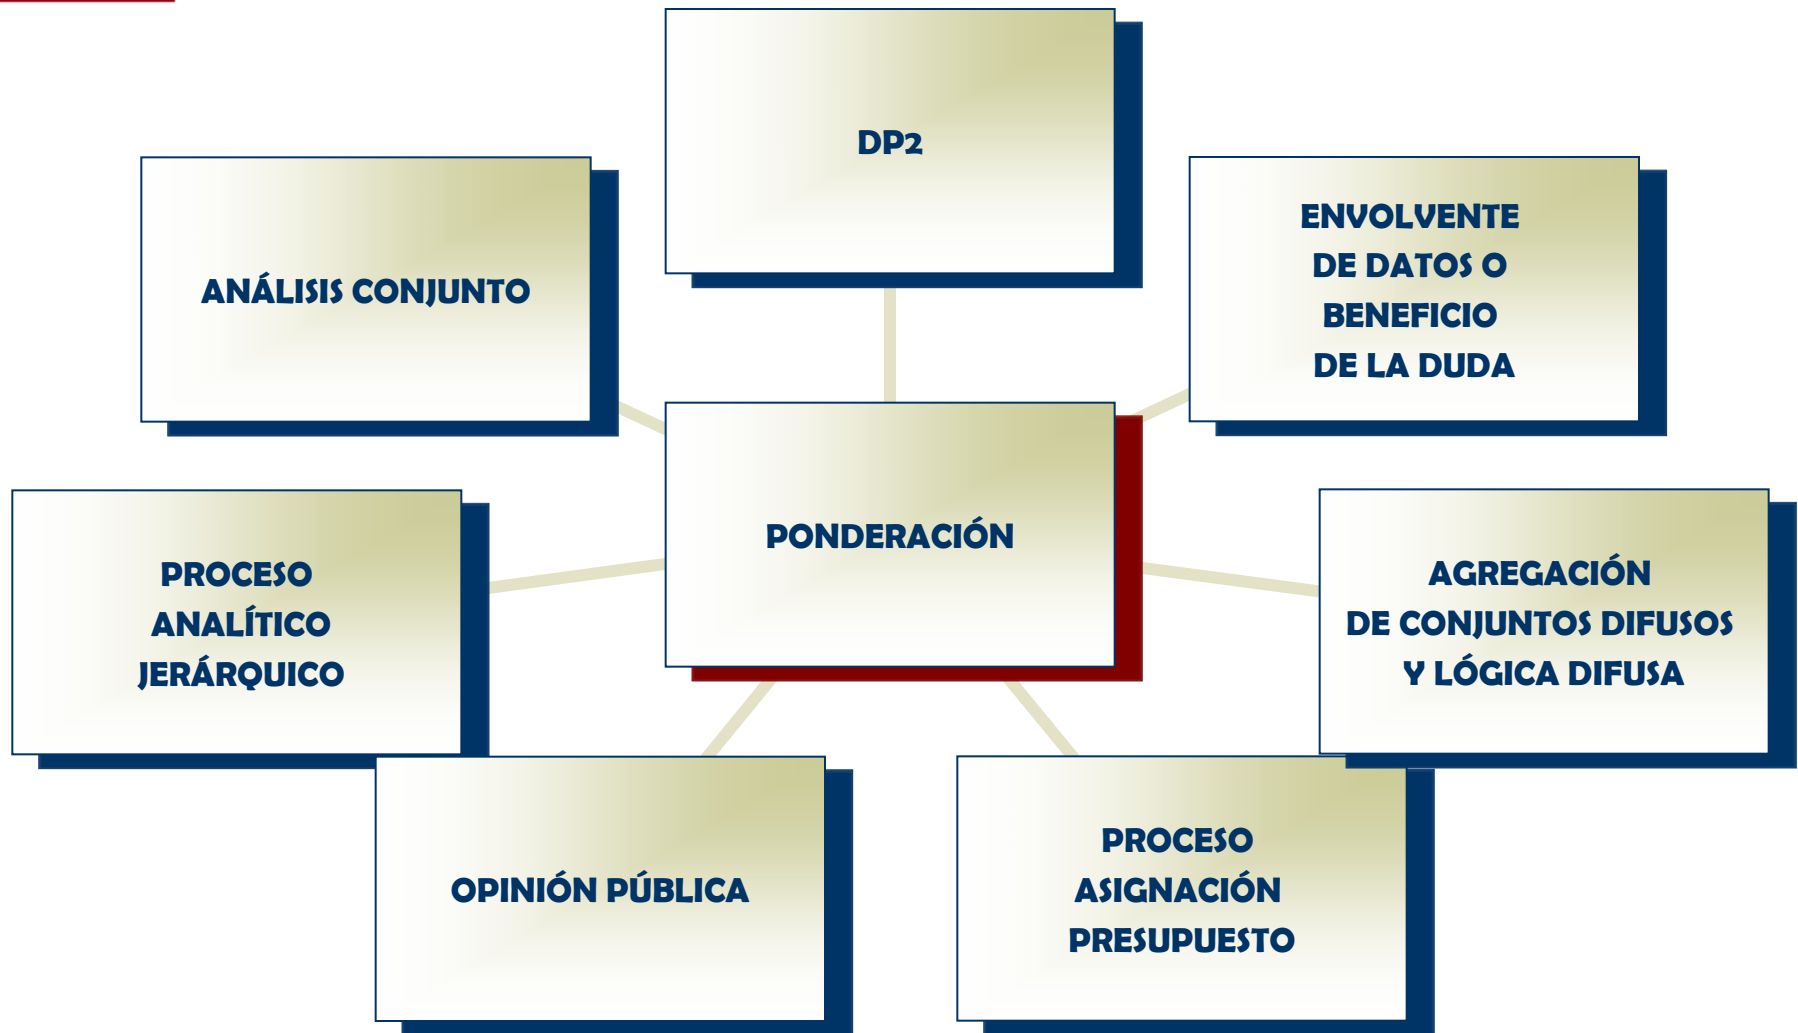 DP2
ANÁLISIS CONJUNTO
ENVOLVENTE
DE DATOS O
BENEFICIO
DE LA DUDA
PONDERACIÓN
PROCESO
ANALÍTICO
JERÁRQUICO
AGREGACIÓN
DE CONJUNTOS DIFUSOS
Y LÓGICA DIFUSA
OPINIÓN PÚBLICA
PROCESO
ASIGNACIÓN
PRESUPUESTO